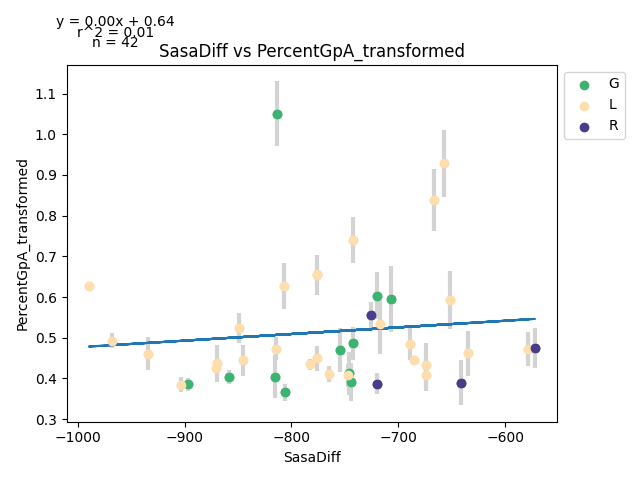 y = 0.00x + 0.64
r^2 = 0.01
n = 42
SasaDiff vs PercentGpA_transformed
G
L
R
PercentGpA_transformed
1.1
1.0
0.9
0.8
0.7
0.6
0.5
0.4
0.3
−1000
−900
−800
−700
−600
SasaDiff